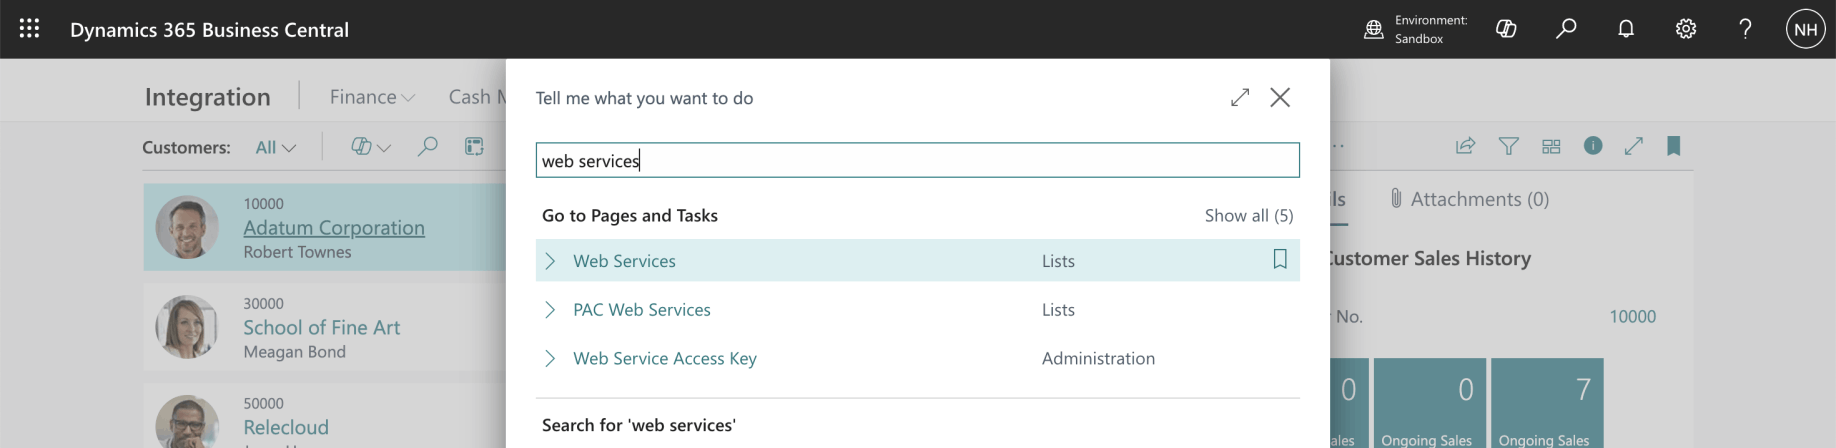 Dynamics 365 Business Central
Environment:
Sandbox
NH
Integration
Finance
Cash
Tell me what you want to do
Customers:
All
web services
Go to Pages and Tasks
Show all (5)
Web Services
Lists
PAC Web Services
Lists
Web Service Access Key
Administration
Search for 'web services'
10000
Adatum Corporation
Robert Townes
30000
School of Fine Art
Meagan Bond
50000
Relecloud
Attachments (0)
Customer Sales History
No.
10000
0
0
7
Ongoing Sales
Ongoing Sales